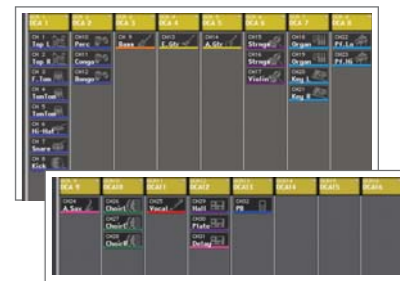 DCA 1 DCA 2 DCA 3 DCA 4 DCA 5 DCA 6 DCA 7 DCA 8
CH 1 CH10 CH 9 CH13 CH14 CH15 CH18 CH22
Top L Perc Bass E.Gtr A.Gtr Strings Organ Pf.Lo
CH 2 CH11 CH16 CH19 CH23
Top R Conga Strings Organ Pf.Hi
CH 3 CH12 CH17 CH20
F.Tom Bongo Violin Key L
CH 4 CH21
TomTom Key R
CH 5
TomTom
CH 6
Hi-Hat
CH 7
Snare
CH 8
Kick
DCA 9 DCA10 DCA11 DCA12 DCA13 DCA14 DCA15 DCA16
CH24 CH26 CH25 CH29 CH32
A.Sax ChoirL Vocal Hall PB
CH27 CH30
ChoirC Plate
CH28 CH31
ChoirR Delay